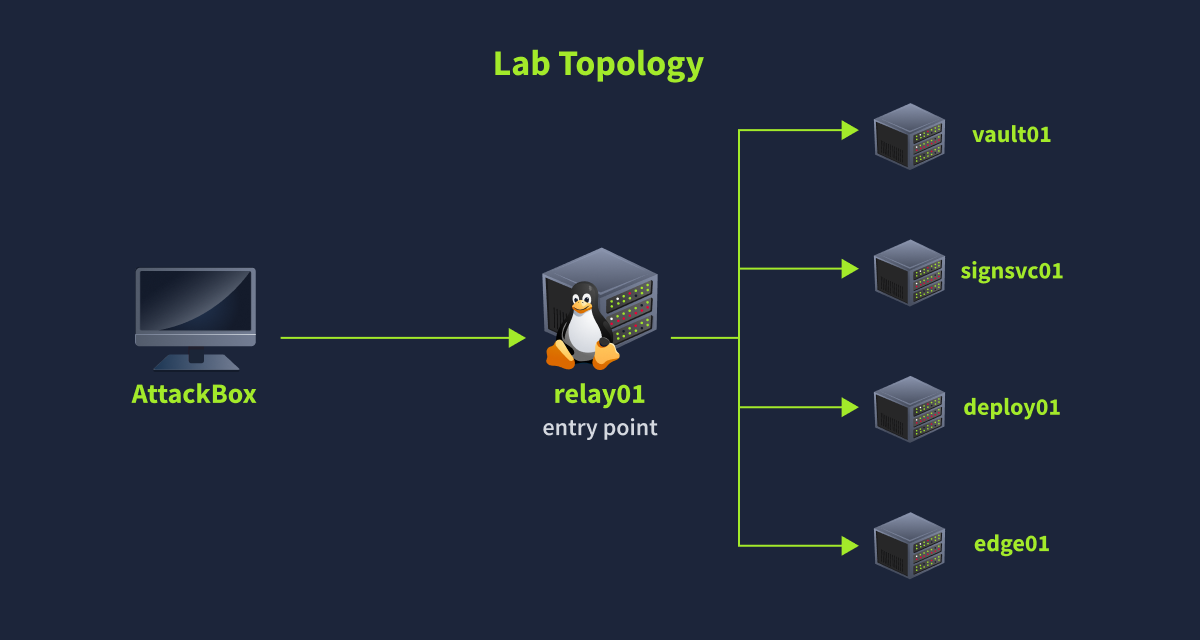 Lab Topology
vault01
signsvc01
AttackBox
relay01
entry point
deploy01
edge01